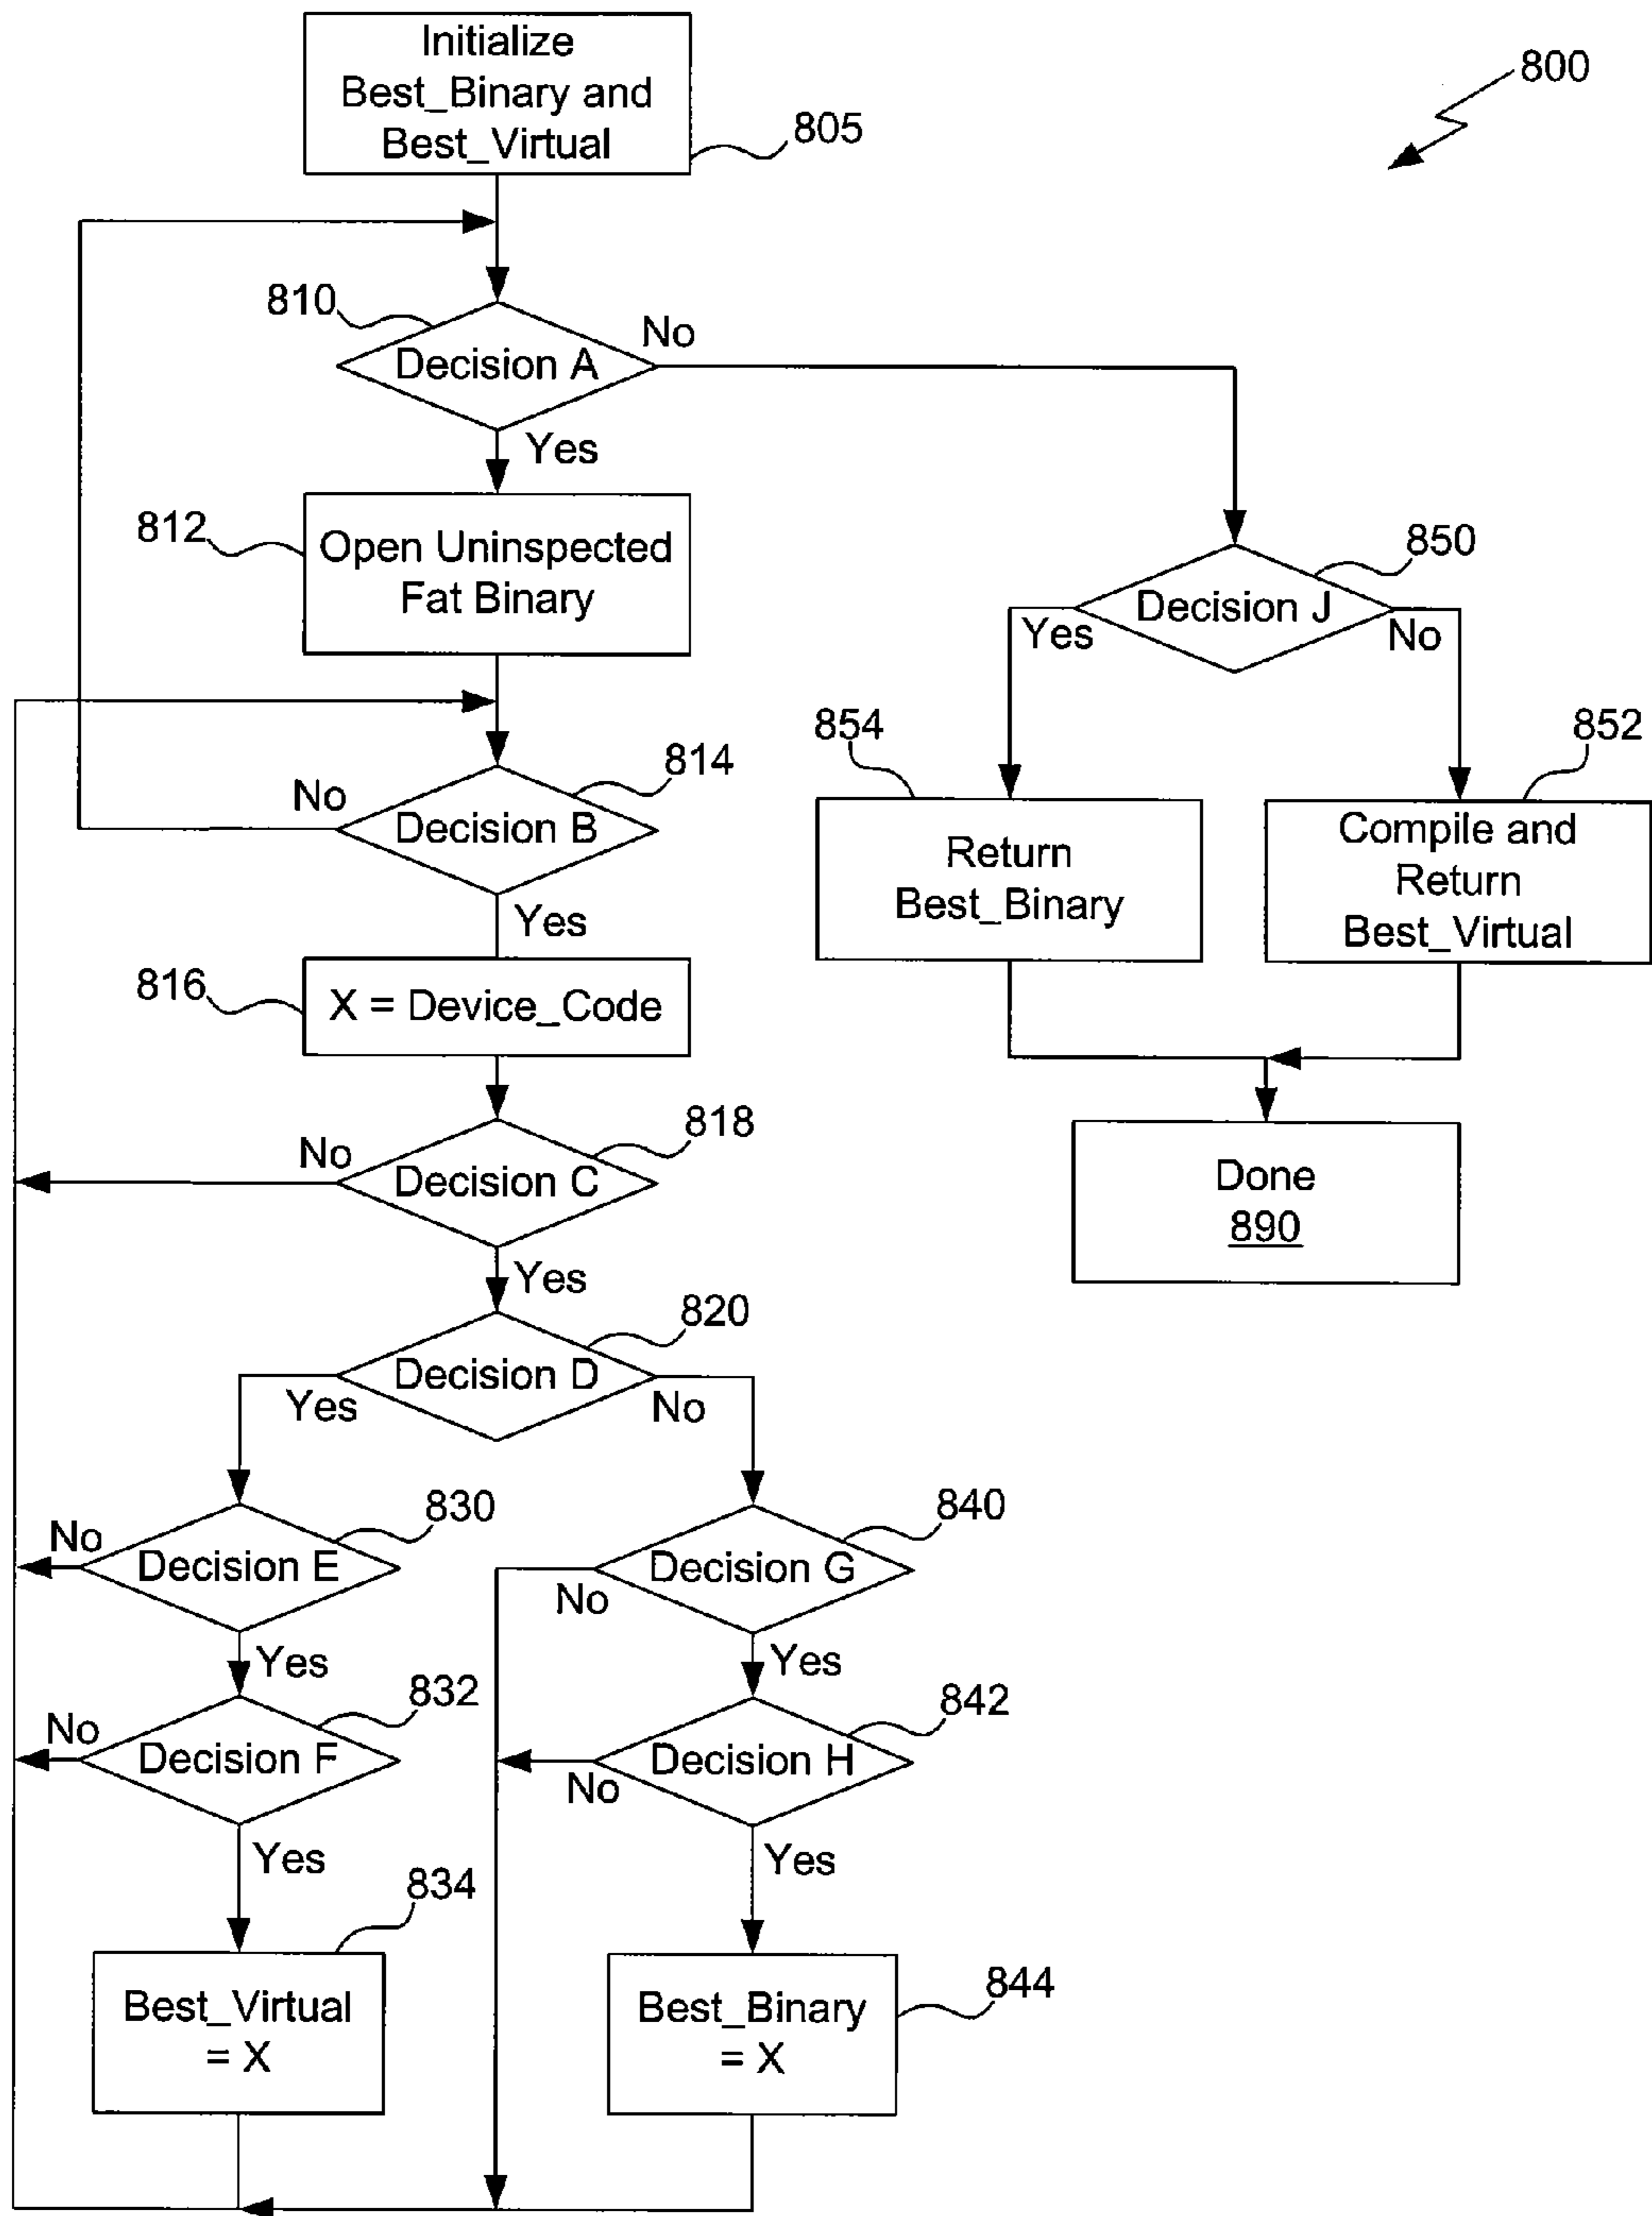 Initialize
Best_Binary and
Best_Virtual
805
800
810
Decision A
No
Yes
812
Open Uninspected
Fat Binary
850
Decision J
Yes
No
814
No
Decision B
Yes
854
Return
Best_Binary
852
Compile and
Return
Best_Virtual
816
X = Device_Code
818
No
Decision C
Yes
Done
890
820
Decision D
Yes
No
830
No
Decision E
Yes
840
Decision G
No
Yes
832
No
Decision F
Yes
842
Decision H
No
Yes
834
Best_Virtual
= X
844
Best_Binary
= X